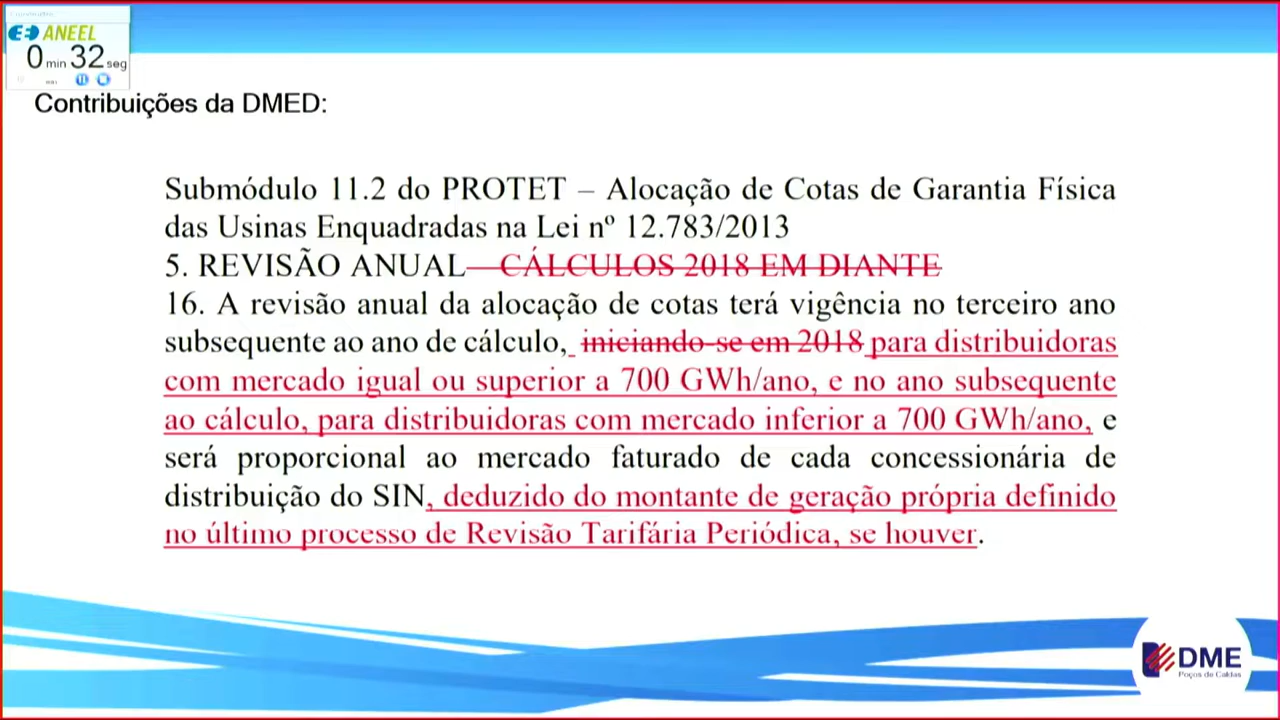 ANEEL
0 min 32 seg
Contribuições da DMED:
Submódulo 11.2 do PROTET – Alocação de Cotas de Garantia Física
das Usinas Enquadradas na Lei nº 12.783/2013
5. REVISÃO ANUAL – CÁLCULOS 2018 EM DIANTE
16. A revisão anual da alocação de cotas terá vigência no terceiro ano
subsequente ao ano de cálculo, iniciando-se em 2018 para distribuidoras
com mercado igual ou superior a 700 GWh/ano, e no ano subsequente
ao cálculo, para distribuidoras com mercado inferior a 700 GWh/ano, e
será proporcional ao mercado faturado de cada concessionária de
distribuição do SIN, deduzido do montante de geração própria definido
no último processo de Revisão Tarifária Periódica, se houver.
DME
Poços de Caldas